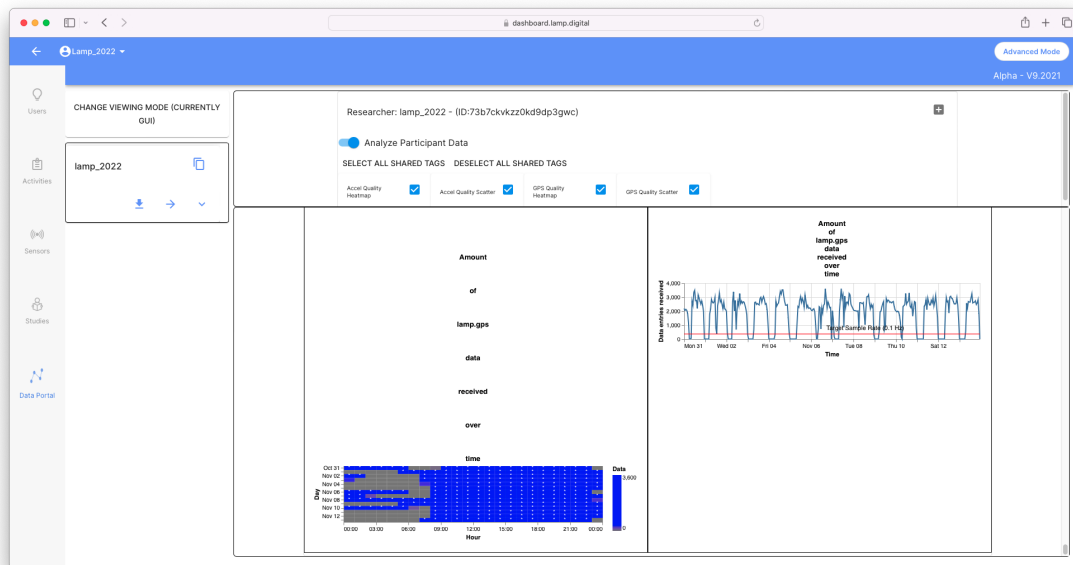 dashboard.lamp.digital
Lamp_2022
Advanced Mode
Alpha - V9.2021
Users
Activities
Sensors
Studies
Data Portal
CHANGE VIEWING MODE (CURRENTLY
GUI)
lamp_2022
Researcher: lamp_2022 - (ID:73b7ckvkzz0kd9dp3gwc)
Analyze Participant Data
SELECT ALL SHARED TAGS DESELECT ALL SHARED TAGS
Accel Quality
Heatmap
Accel Quality Scatter
GPS Quality
Heatmap
GPS Quality Scatter
Amount
of
lamp.gps
data
received
over
time
Data
3,600
0
Day
Oct 31
Nov 02
Nov 04
Nov 06
Nov 08
Nov 10
Nov 12
00:00 03:00 06:00 09:00 12:00 15:00 18:00 21:00 00:00
Hour
Amount
of
lamp.gps
data
received
over
time
Data entries received
4,000
3,000
2,000
1,000
0
Target Sample Rate (0.1 Hz)
Mon 31 Wed 02 Fri 04 Nov 06 Tue 08 Thu 10 Sat 12
Time